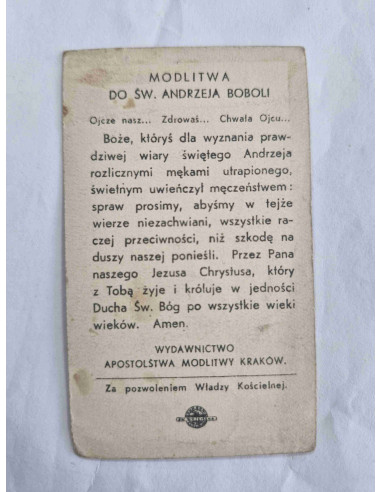 MODLITWA
DO ŚW. ANDRZEJA BOBOLI
Ojcze nasz... Zdrowaś... Chwała Ojcu...
Boże, któryś dla wyznania praw-
dziwej wiary świętego Andrzeja
rozlicznymi mękami utrapionego,
świetnym uwieńczył męczeństwem:
spraw prosimy, abyśmy w tejże
wierze niezachwiani, wszystkie ra-
czej przeciwności, niż szkodę na
duszy naszej ponieśli. Przez Pana
naszego Jezusa Chrystusa, który
z Tobą żyje i króluje w jedności
Ducha Św. Bóg po wszystkie wieki
wieków. Amen.
WYDAWNICTWO
APOSTOLSTWA MODLITWY KRAKÓW.
Za pozwoleniem Władzy Kościelnej.